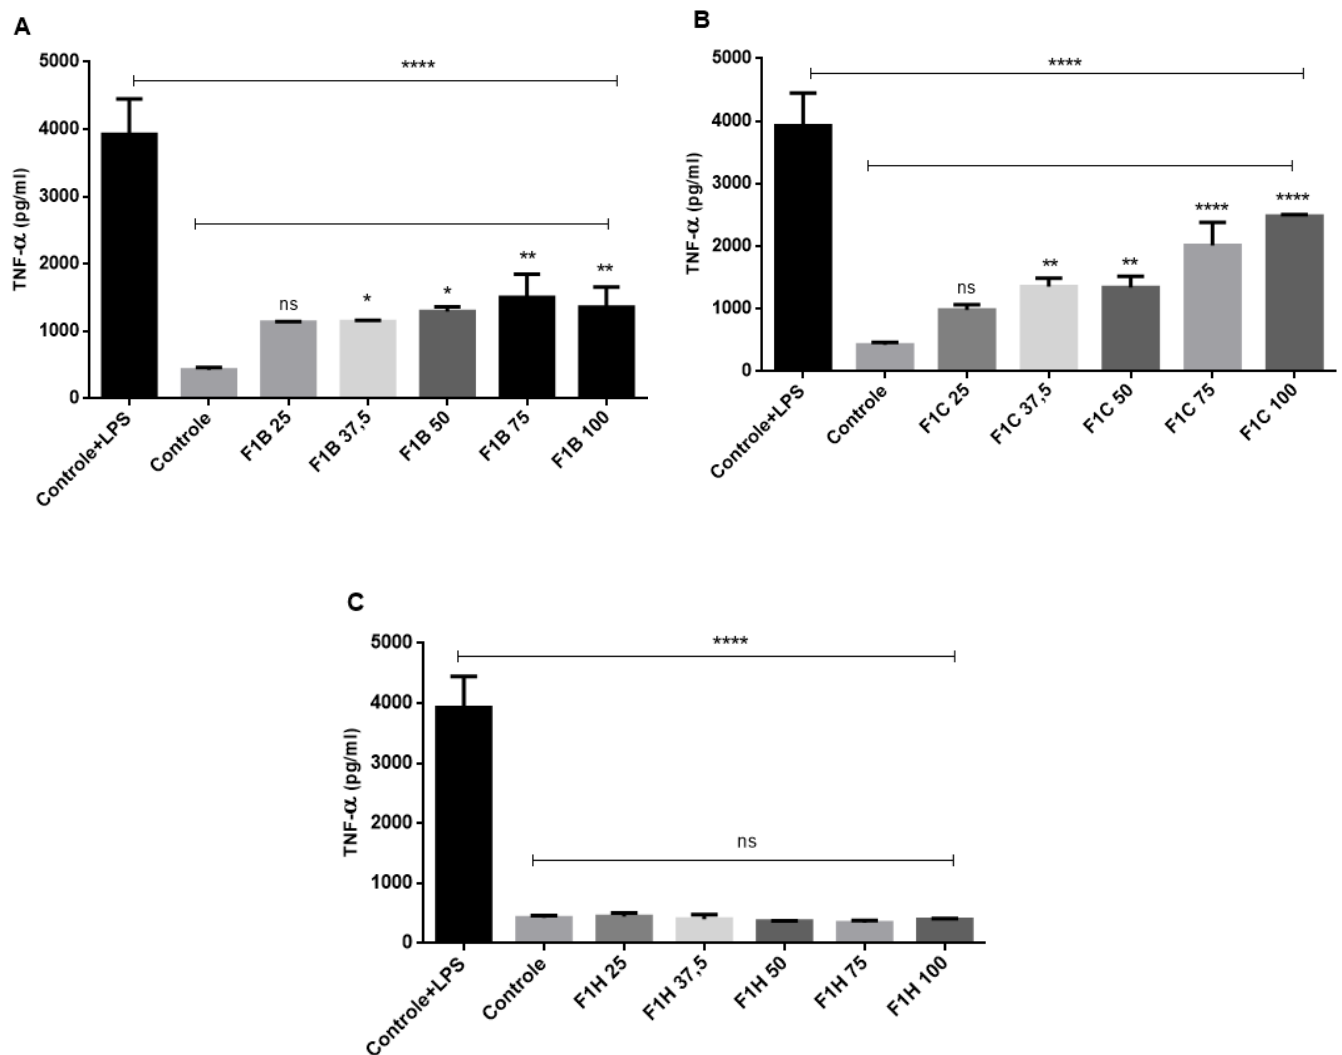 A
TNF-α (pg/ml)
5000
4000
3000
2000
1000
0
****
ns
*
*
**
**
Controle+LPS
Controle
F1B 25
F1B 37,5
F1B 50
F1B 75
F1B 100
B
TNF-α (pg/ml)
5000
4000
3000
2000
1000
0
****
ns
**
**
****
****
Controle+LPS
Controle
F1C 25
F1C 37,5
F1C 50
F1C 75
F1C 100
C
TNF-α (pg/ml)
5000
4000
3000
2000
1000
0
****
ns
Controle+LPS
Controle
F1H 25
F1H 37,5
F1H 50
F1H 75
F1H 100